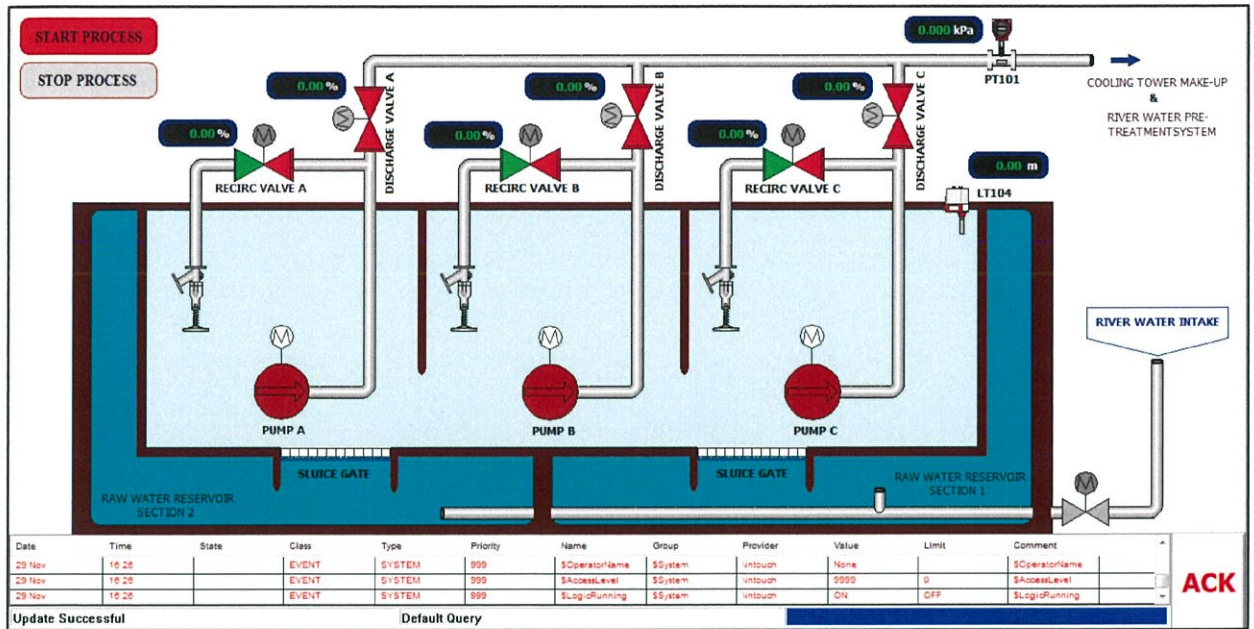 START PROCESS
STOP PROCESS
0.000 kPa
PT101
COOLING TOWER MAKE-UP
&
RIVER WATER PRE-
TREATMENTSYSTEM
0.00 %
DISCHARGE VALVE A
0.00 %
DISCHARGE VALVE B
0.00 %
DISCHARGE VALVE C
0.00 %
RECIRC VALVE A
0.00 %
RECIRC VALVE B
0.00 %
RECIRC VALVE C
0.00 m
LT104
RIVER WATER INTAKE
PUMP A
PUMP B
PUMP C
SLUICE GATE
SLUICE GATE
RAW WATER RESERVOIR
SECTION 2
RAW WATER RESERVOIR
SECTION 1
Date Time State Class Type Priority Name Group Provider Value Limit Comment
29 Nov 16:26 EVENT SYSTEM 999 $OperatorName $System \intouch None $OperatorName
29 Nov 16:26 EVENT SYSTEM 999 $AccessLevel $System \intouch 9999 0 $AccessLevel
29 Nov 16:26 EVENT SYSTEM 999 $LogicRunning $System \intouch ON OFF $LogicRunning
ACK
Update Successful Default Query